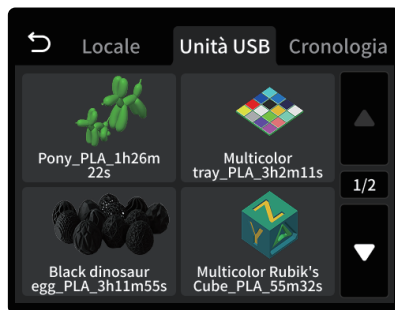 Locale
Unità USB
Cronologia
Pony_PLA_1h26m
22s
Multicolor
tray_PLA_3h2m11s
1/2
Black dinosaur
egg_PLA_3h11m55s
Multicolor Rubik's
Cube_PLA_55m32s